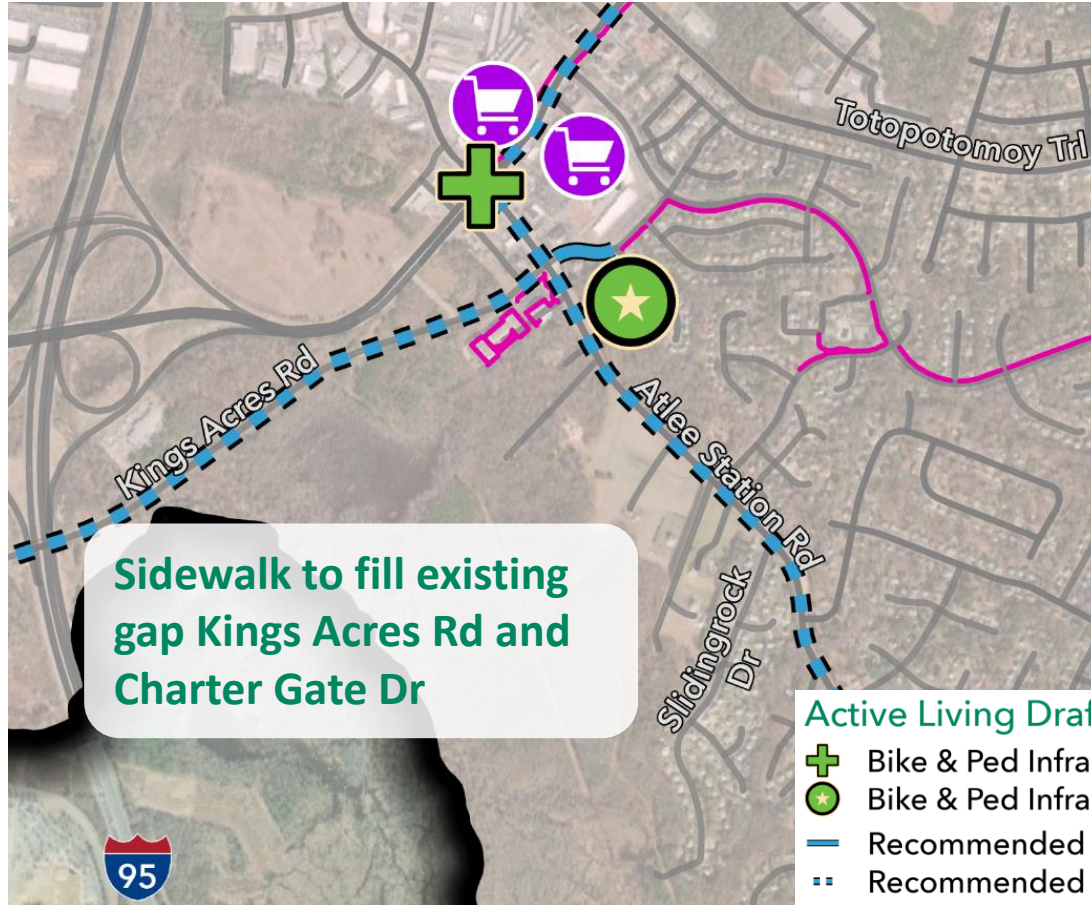 Totopotomoy Trl
Kings Acres Rd
Atlee Station Rd
Sidewalk to fill existing
gap Kings Acres Rd and
Charter Gate Dr
Slidingrock
Dr
95
Active Living Draf
Bike & Ped Infra
Bike & Ped Infra
Recommended
Recommended